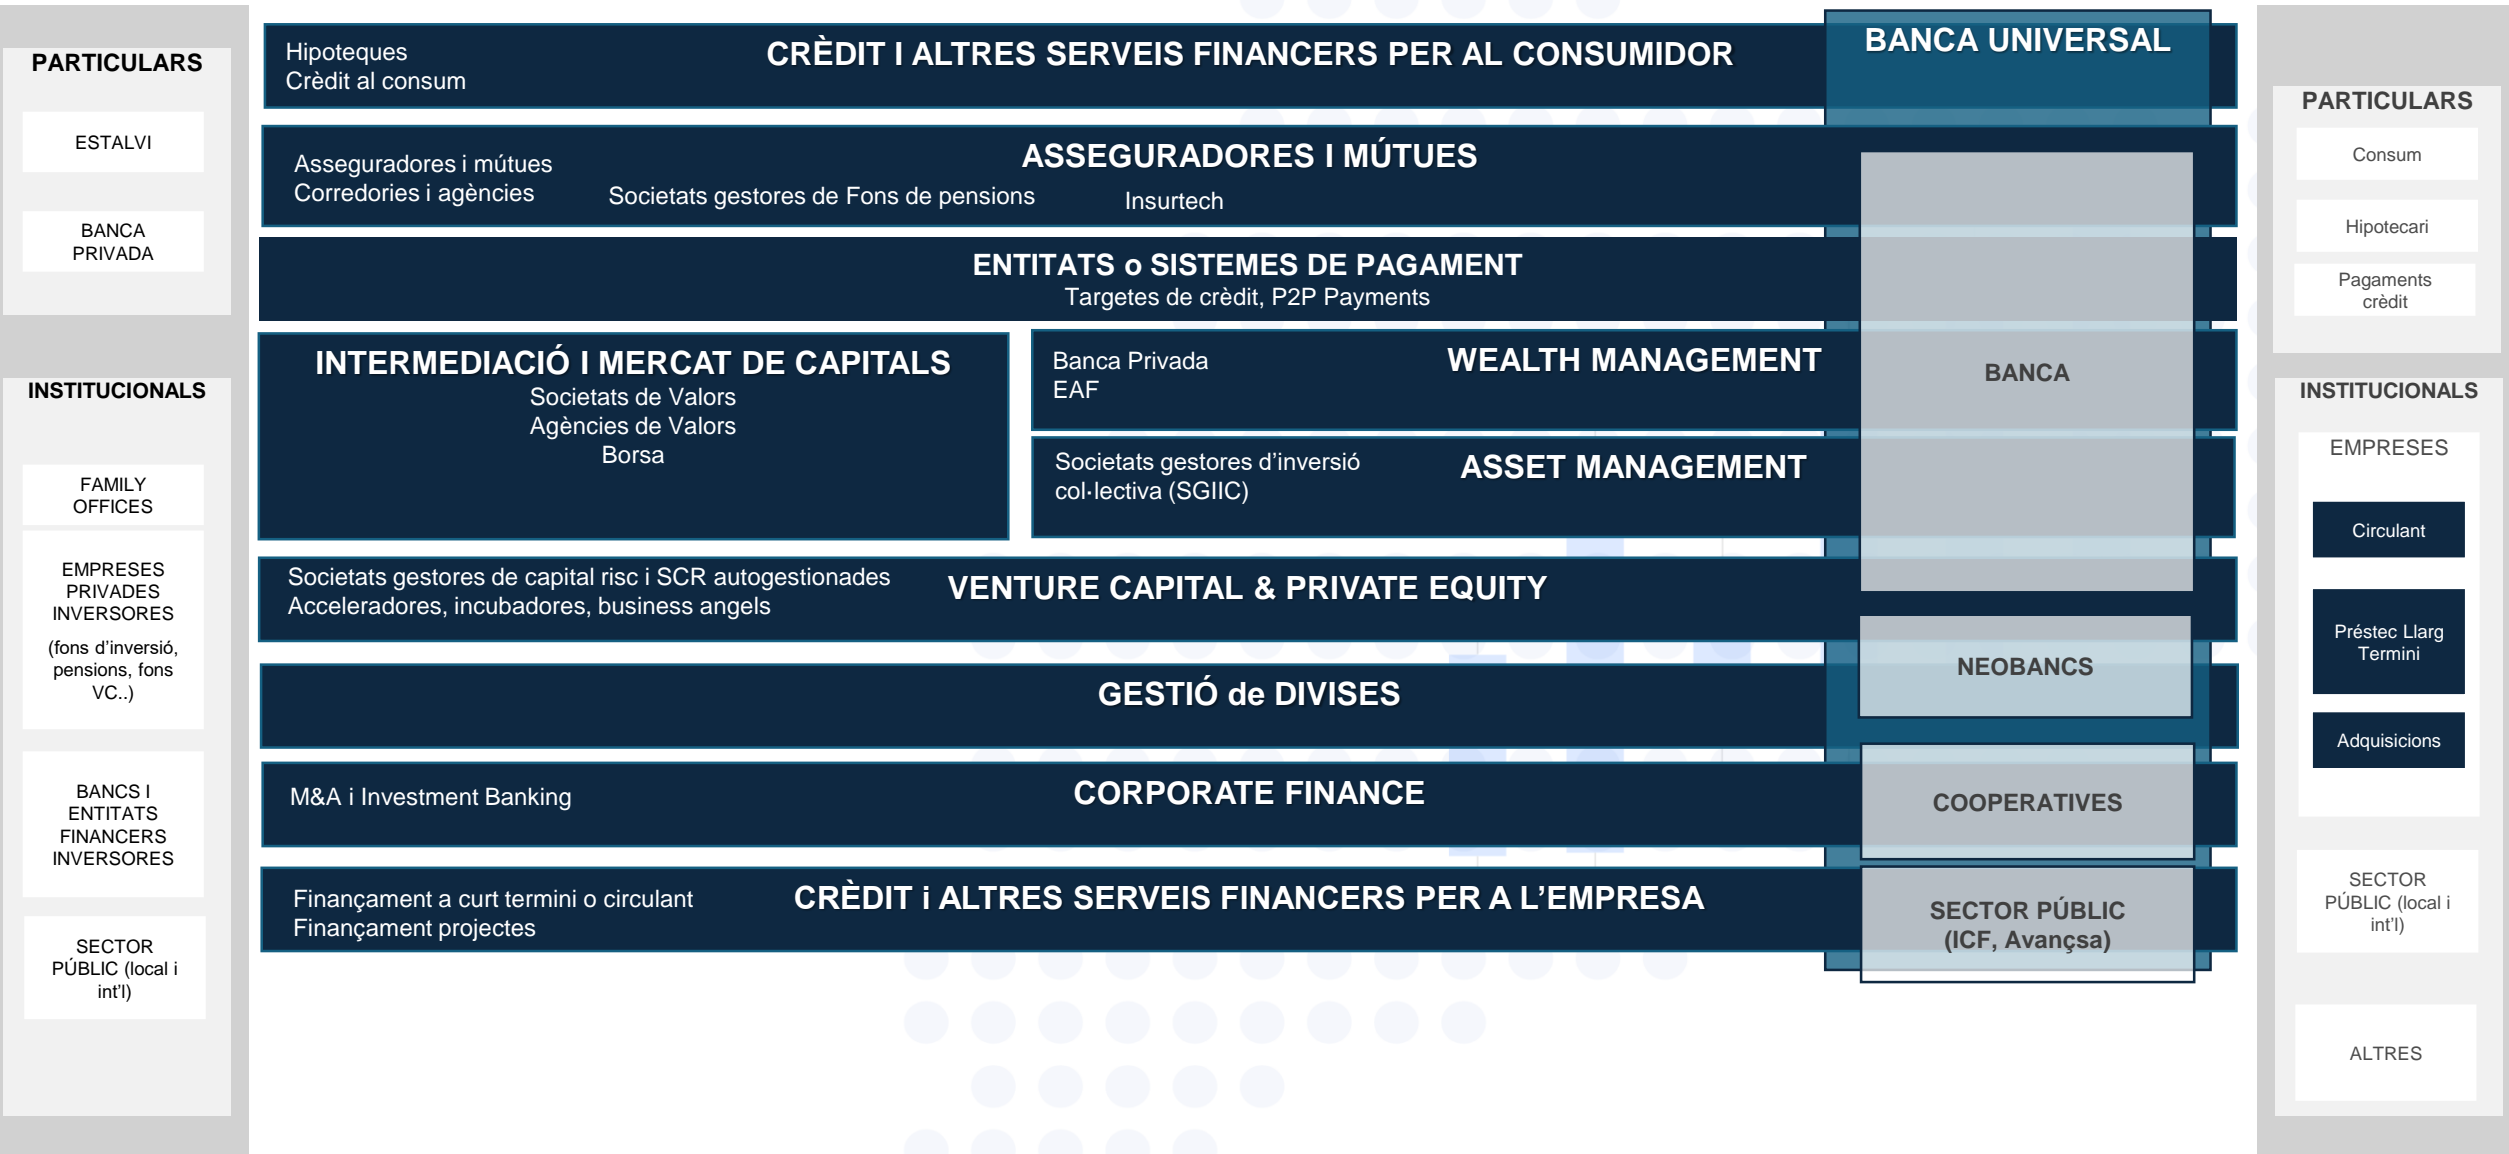 PARTICULARS
ESTALVI
BANCA
PRIVADA
INSTITUCIONALS
FAMILY
OFFICES
EMPRESES
PRIVADES
INVERSORES
(fons d’inversió,
pensions, fons
VC..)
BANCS I
ENTITATS
FINANCERS
INVERSORES
SECTOR
PÚBLIC (local i
int’l)
Hipoteques
Crèdit al consum
CRÈDIT I ALTRES SERVEIS FINANCERS PER AL CONSUMIDOR
ASSEGURADORES I MÚTUES
Asseguradores i mútues
Corredories i agències
Societats gestores de Fons de pensions
Insurtech
ENTITATS o SISTEMES DE PAGAMENT
Targetes de crèdit, P2P Payments
INTERMEDIACIÓ I MERCAT DE CAPITALS
Societats de Valors
Agències de Valors
Borsa
Banca Privada
EAF
WEALTH MANAGEMENT
Societats gestores d’inversió
col·lectiva (SGIIC)
ASSET MANAGEMENT
Societats gestores de capital risc i SCR autogestionades
Acceleradores, incubadores, business angels
VENTURE CAPITAL & PRIVATE EQUITY
GESTIÓ de DIVISES
M&A i Investment Banking
CORPORATE FINANCE
Finançament a curt termini o circulant
Finançament projectes
CRÈDIT i ALTRES SERVEIS FINANCERS PER A L’EMPRESA
BANCA UNIVERSAL
BANCA
NEOBANCS
COOPERATIVES
SECTOR PÚBLIC
(ICF, Avançsa)
PARTICULARS
Consum
Hipotecari
Pagaments
crèdit
INSTITUCIONALS
EMPRESES
Circulant
Préstec Llarg
Termini
Adquisicions
SECTOR
PÚBLIC (local i
int’l)
ALTRES